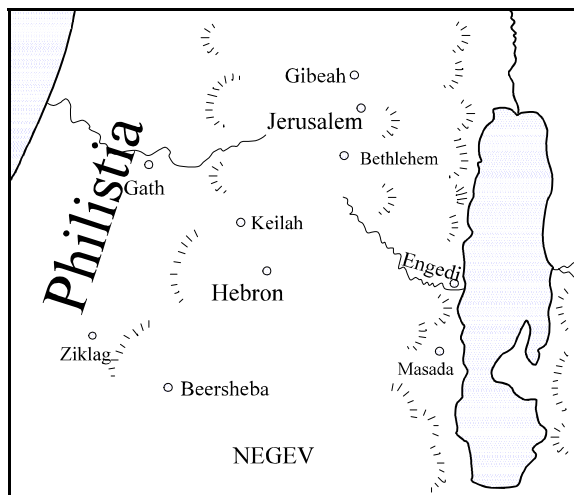 Gibeah
Jerusalem
Bethlehem
Philistia
Gath
Keilah
Engedi
Hebron
Ziklag
Masada
Beersheba
NEGEV